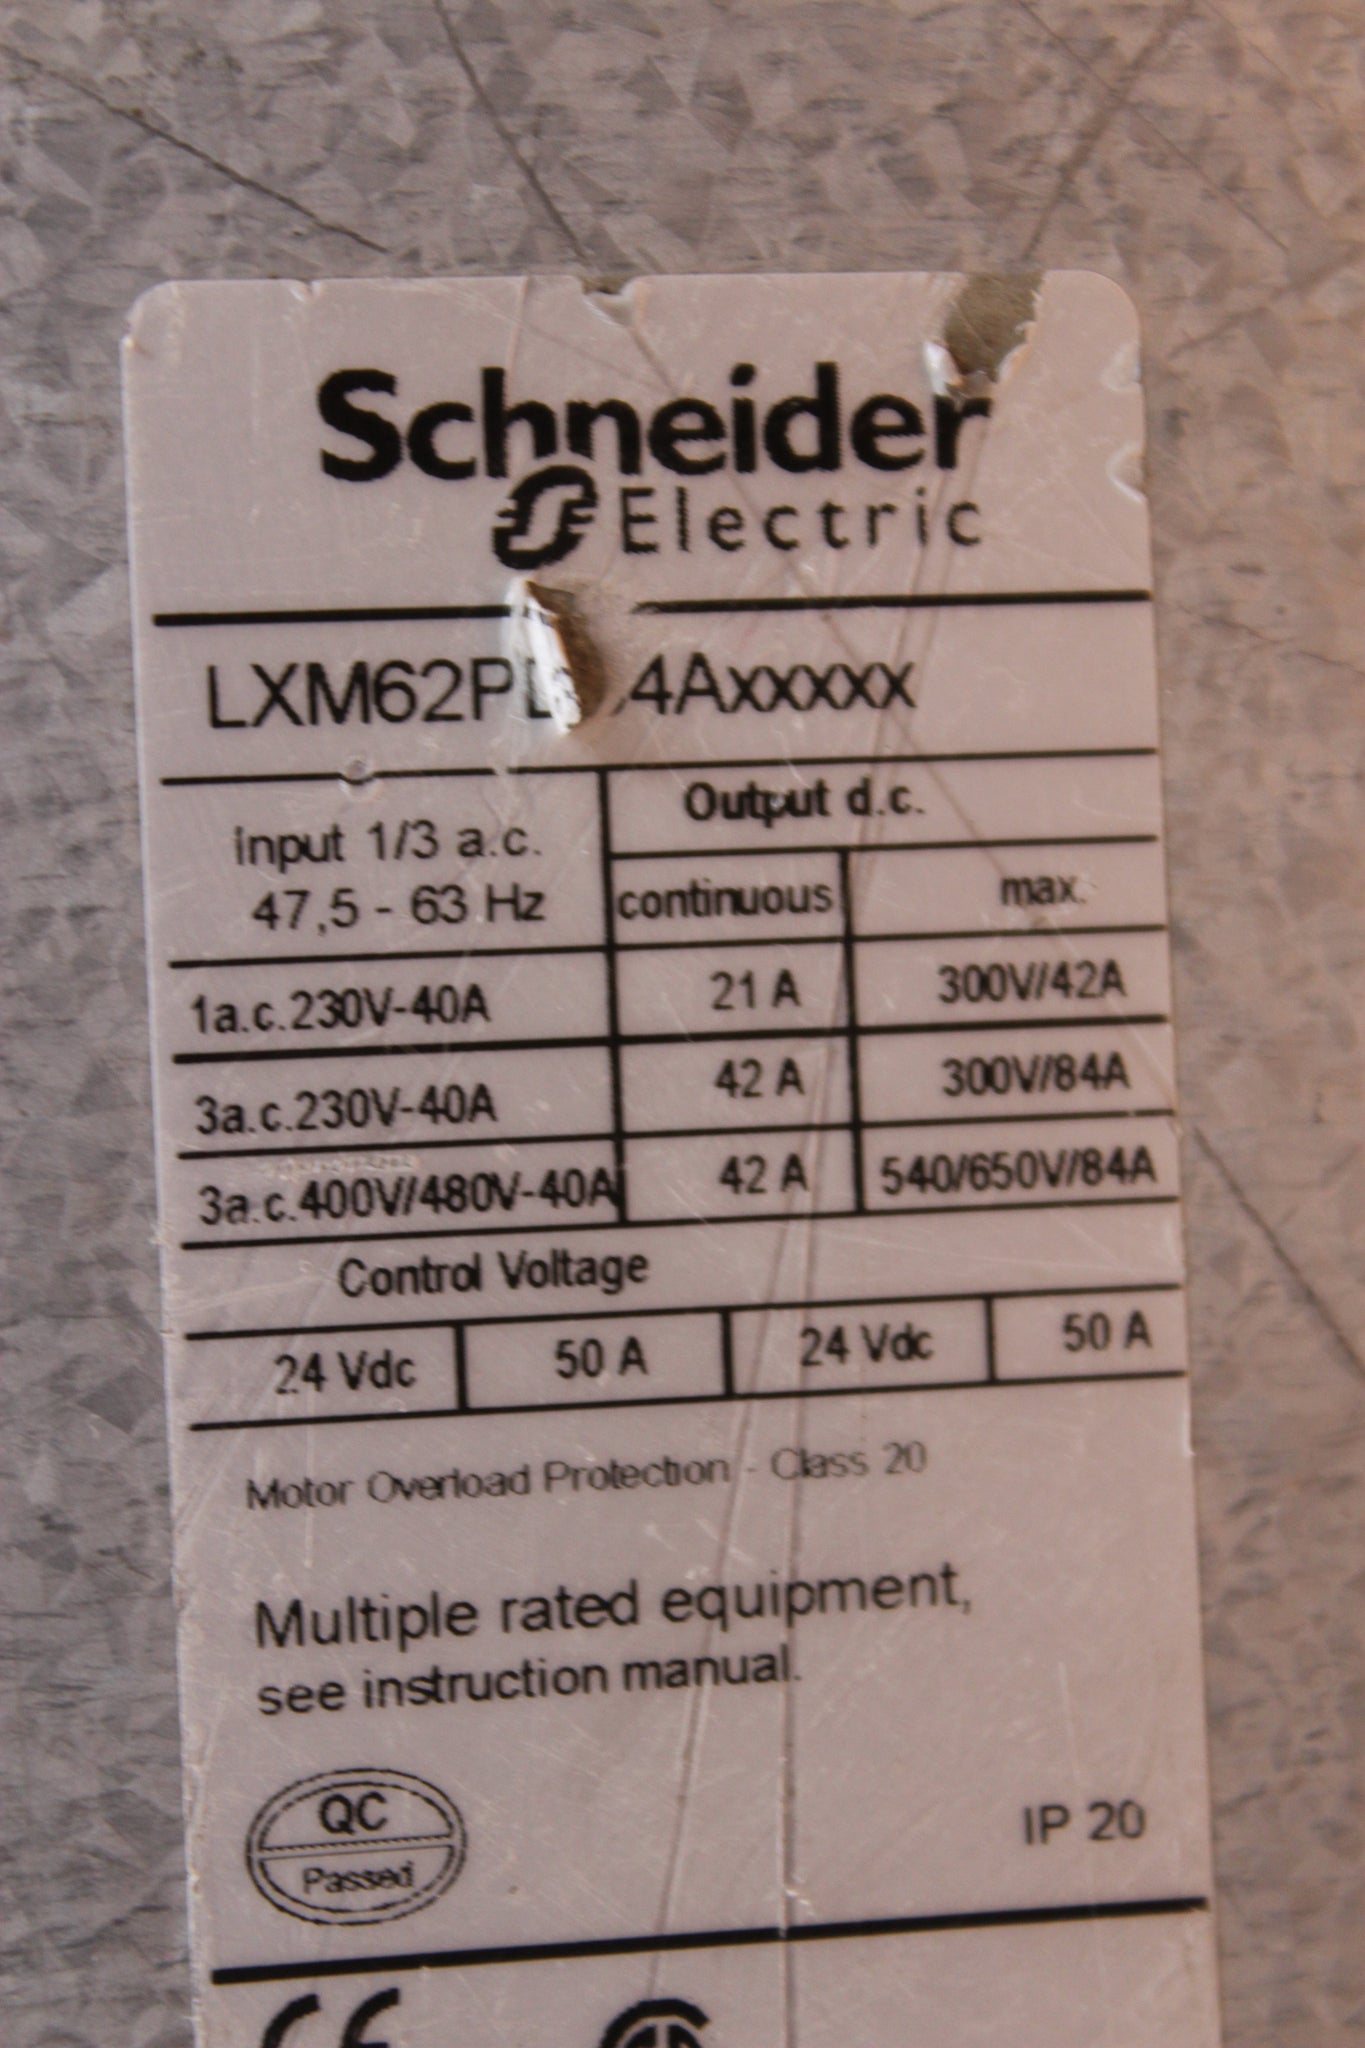 Schneider
Electric
4Axxxxx
Input 1/3 a.c.
47,5 - 63 Hz
Output d.c.
continuous
max.
1a.c.230V-40A
21 A
300V/42A
3a.c.230V-40A
42 A
300V/84A
3a.c.400V/480V-40A
42 A
540/650V/84A
Control Voltage
24 Vdc
50 A
24 Vdc
50 A
Motor Overload Protection - Class 20
Multiple rated equipment,
see instruction manual.
QC
Passed
IP 20
CE